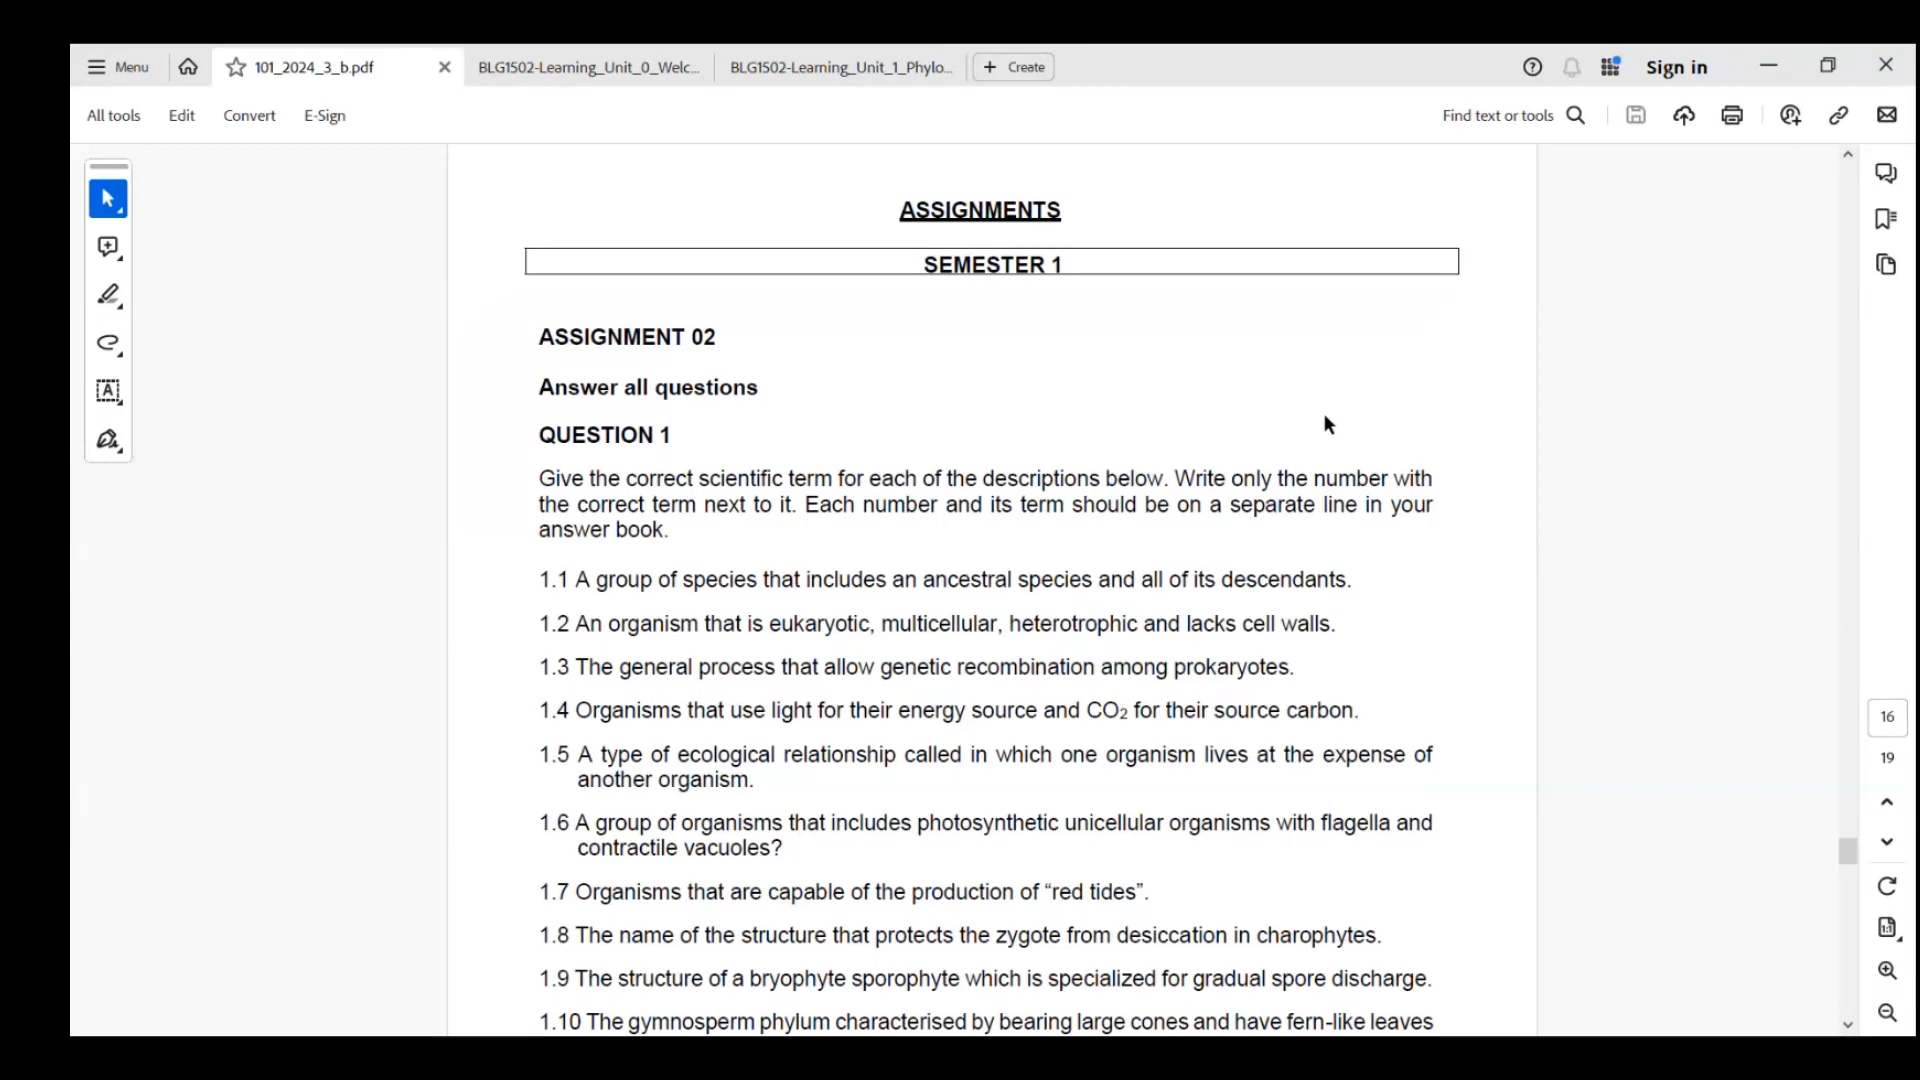 Menu
101_2024_3_b.pdf
BLG1502-Learning_Unit_0_Welc...
BLG1502-Learning_Unit_1_Phylo...
Create
Sign in
All tools
Edit
Convert
E-Sign
Find text or tools
ASSIGNMENTS
SEMESTER 1
ASSIGNMENT 02
Answer all questions
QUESTION 1
Give the correct scientific term for each of the descriptions below. Write only the number with
the correct term next to it. Each number and its term should be on a separate line in your
answer book.
1.1 A group of species that includes an ancestral species and all of its descendants.
1.2 An organism that is eukaryotic, multicellular, heterotrophic and lacks cell walls.
1.3 The general process that allow genetic recombination among prokaryotes.
1.4 Organisms that use light for their energy source and CO₂ for their source carbon.
1.5 A type of ecological relationship called in which one organism lives at the expense of
another organism.
1.6 A group of organisms that includes photosynthetic unicellular organisms with flagella and
contractile vacuoles?
1.7 Organisms that are capable of the production of “red tides”.
1.8 The name of the structure that protects the zygote from desiccation in charophytes.
1.9 The structure of a bryophyte sporophyte which is specialized for gradual spore discharge.
1.10 The gymnosperm phylum characterised by bearing large cones and have fern-like leaves
16
19